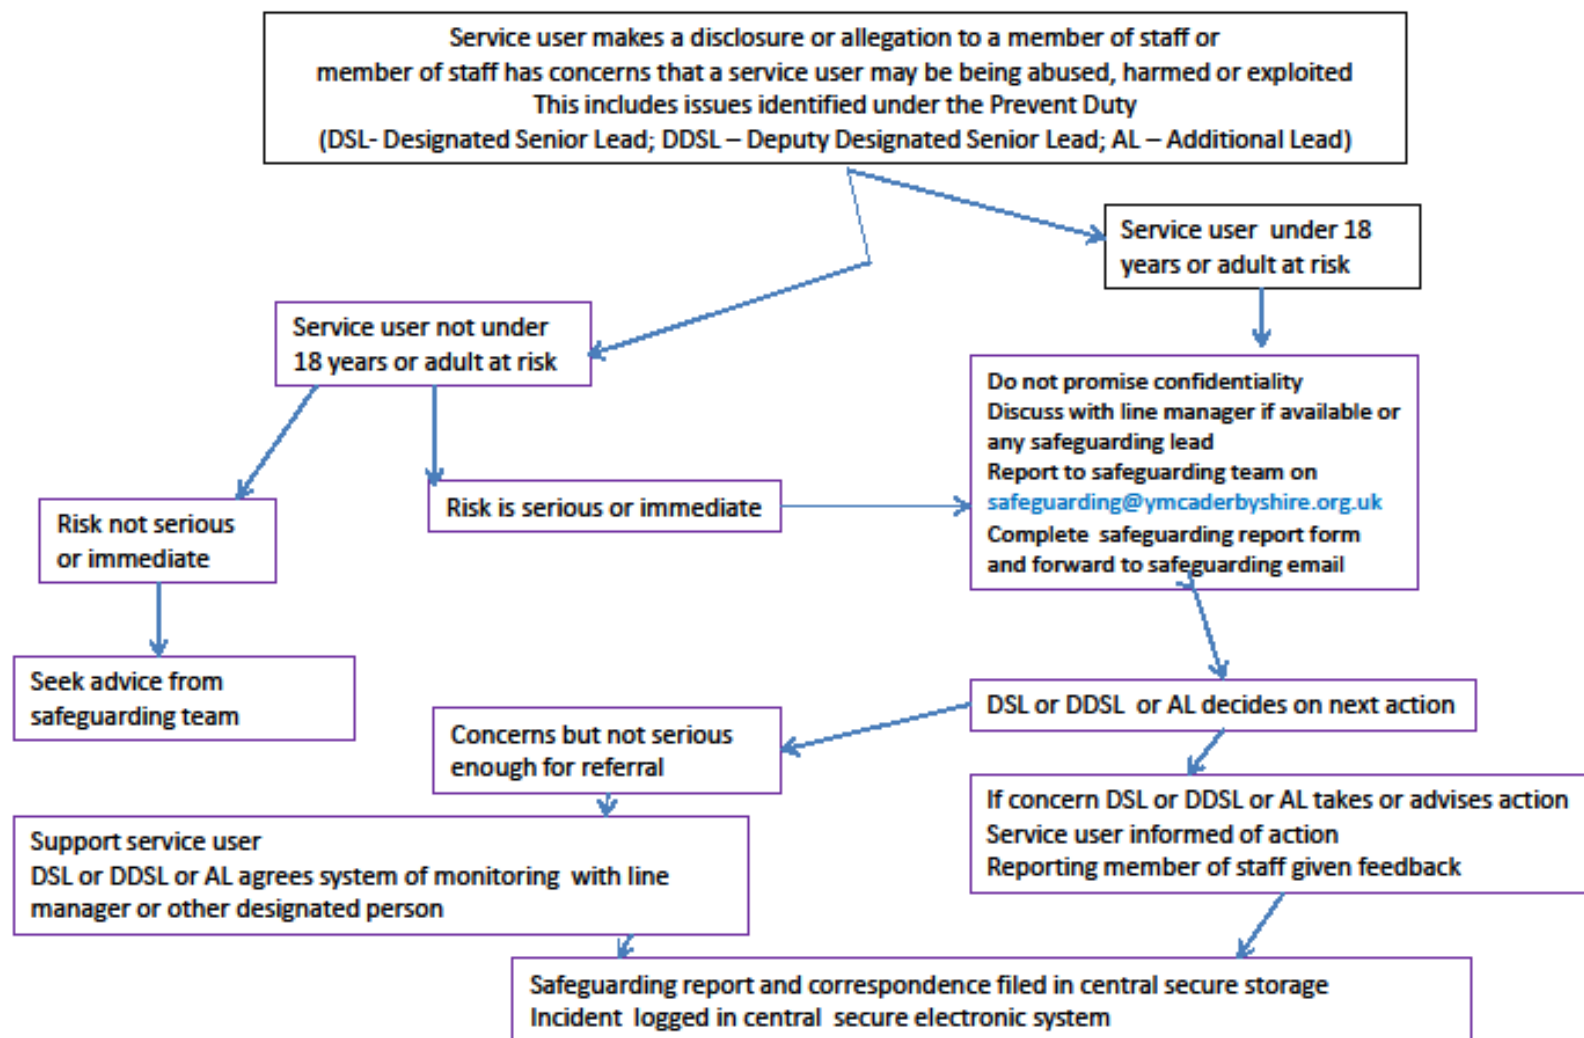 Service user makes a disclosure or allegation to a member of staff or
member of staff has concerns that a service user may be being abused, harmed or exploited
This includes issues identified under the Prevent Duty
(DSL- Designated Senior Lead; DDSL – Deputy Designated Senior Lead; AL – Additional Lead)
Service user under 18
years or adult at risk
Service user not under
18 years or adult at risk
Do not promise confidentiality
Discuss with line manager if available or
any safeguarding lead
Report to safeguarding team on
safeguarding@ymcaderbyshire.org.uk
Complete safeguarding report form
and forward to safeguarding email
Risk is serious or immediate
Risk not serious
or immediate
Seek advice from
safeguarding team
DSL or DDSL or AL decides on next action
Concerns but not serious
enough for referral
If concern DSL or DDSL or AL takes or advises action
Service user informed of action
Reporting member of staff given feedback
Support service user
DSL or DDSL or AL agrees system of monitoring with line
manager or other designated person
Safeguarding report and correspondence filed in central secure storage
Incident logged in central secure electronic system